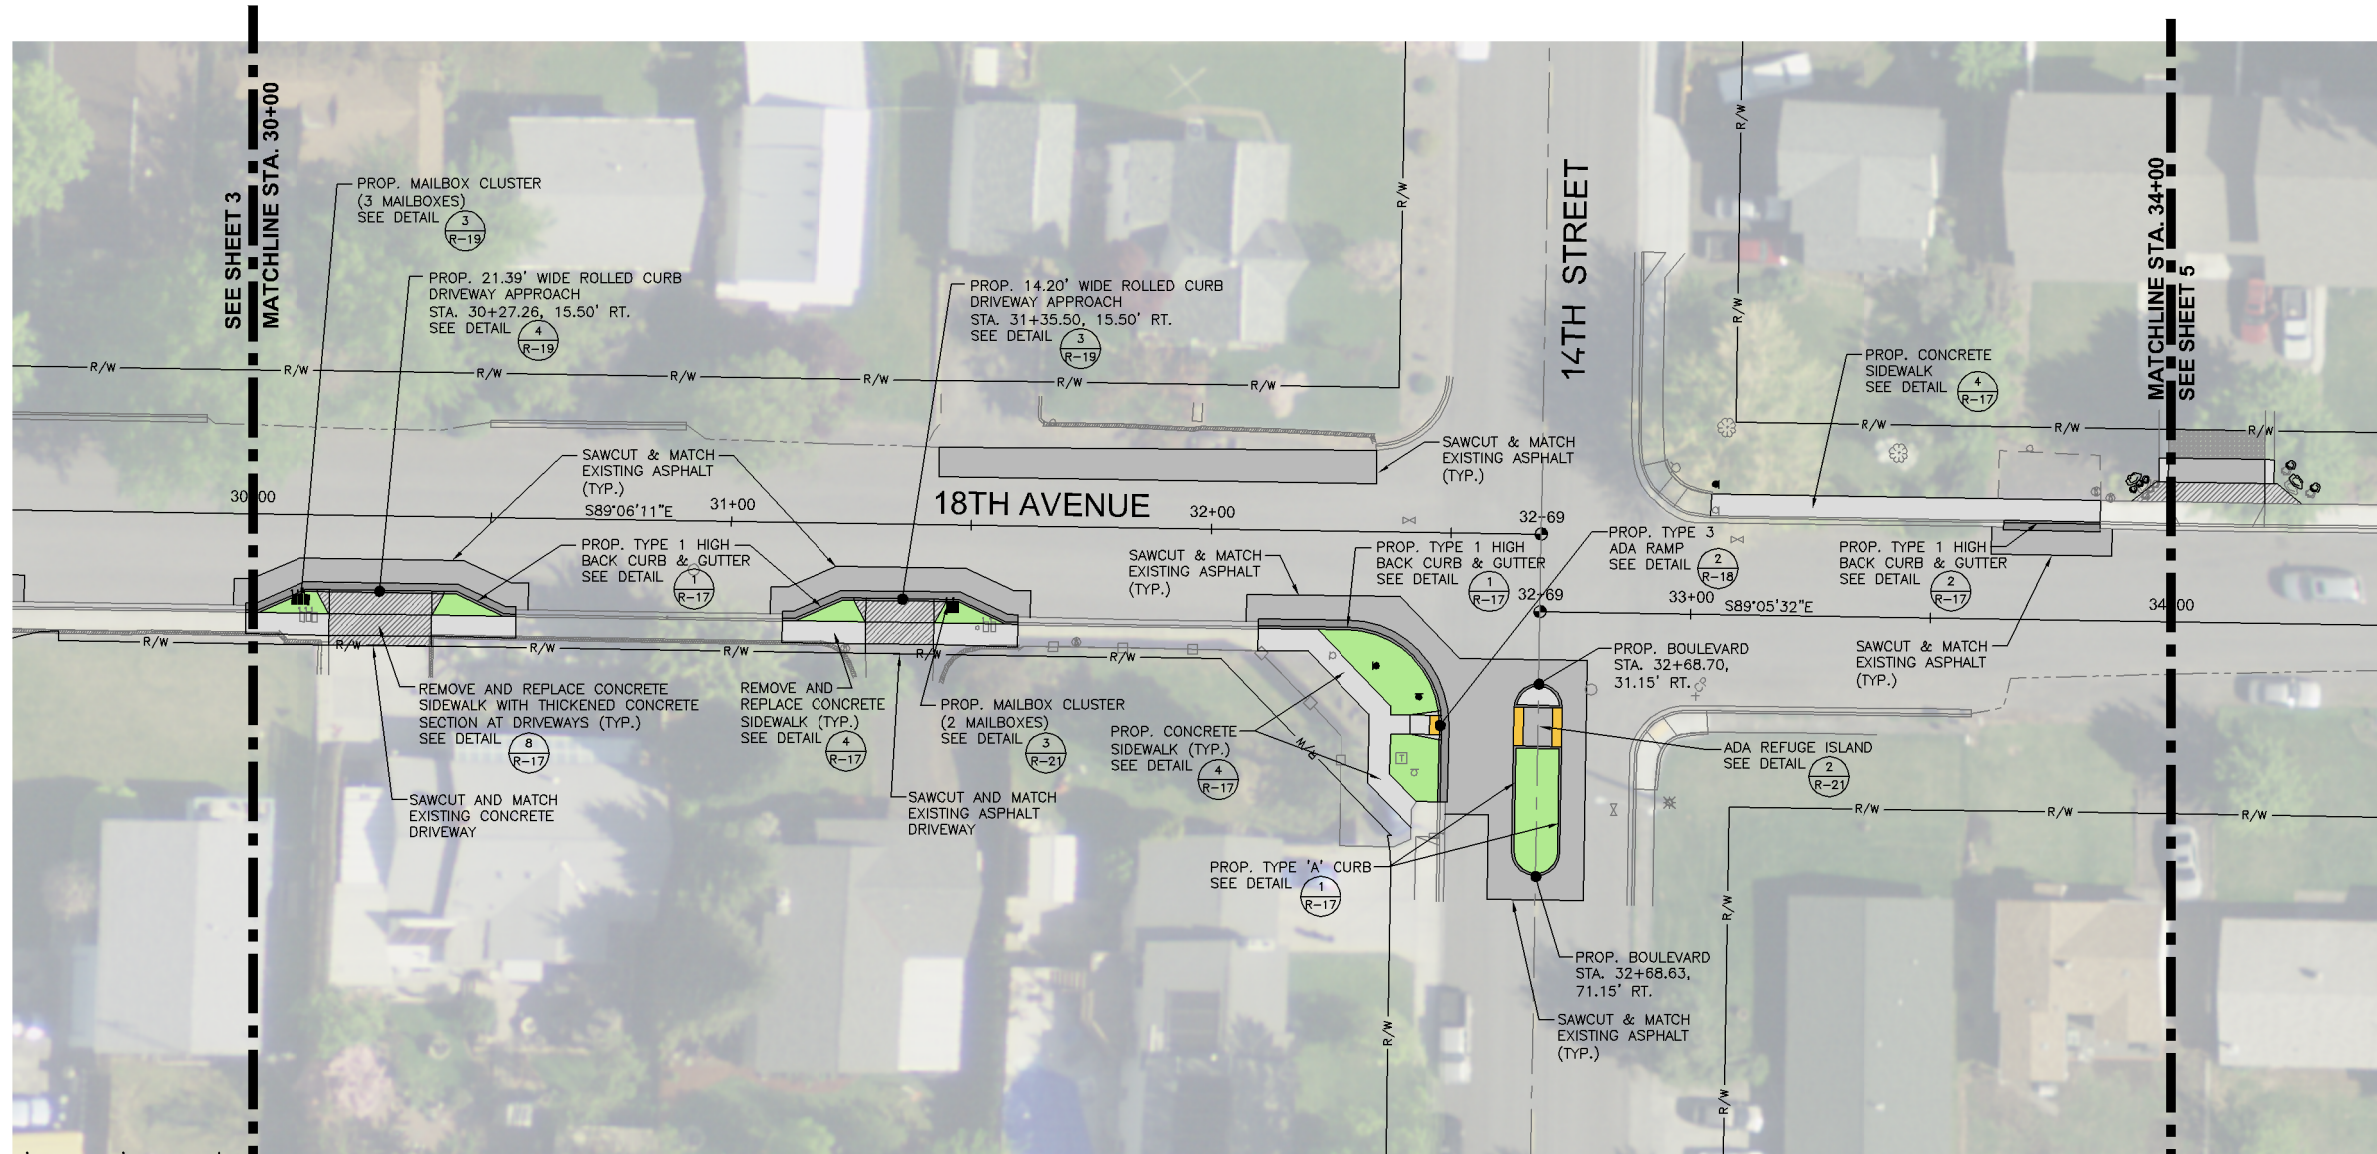 SEE SHEET 3
MATCHLINE STA. 30+00
PROP. MAILBOX CLUSTER
(3 MAILBOXES)
SEE DETAIL
3
R-19
PROP. 21.39' WIDE ROLLED CURB
DRIVEWAY APPROACH
STA. 30+27.26, 15.50' RT.
SEE DETAIL
4
R-19
PROP. 14.20' WIDE ROLLED CURB
DRIVEWAY APPROACH
STA. 31+35.50, 15.50' RT.
SEE DETAIL
3
R-19
14TH STREET
R/W
R/W
R/W
MATCHLINE STA. 34+00
SEE SHEET 5
PROP. CONCRETE
SIDEWALK
SEE DETAIL
4
R-17
R/W
R/W
R/W
R/W
R/W
R/W
R/W
R/W
R/W
R/W
SAWCUT & MATCH
EXISTING ASPHALT
(TYP.)
SAWCUT & MATCH
EXISTING ASPHALT
(TYP.)
30+00
S89°06'11"E
31+00
18TH AVENUE
32+00
32+69
PROP. TYPE 1 HIGH
BACK CURB & GUTTER
SEE DETAIL
1
R-17
SAWCUT & MATCH
EXISTING ASPHALT
(TYP.)
PROP. TYPE 1 HIGH
BACK CURB & GUTTER
SEE DETAIL
1
R-17
PROP. TYPE 3
ADA RAMP
SEE DETAIL
2
R-18
PROP. TYPE 1 HIGH
BACK CURB & GUTTER
SEE DETAIL
2
R-17
32+69
33+00
S89°05'32"E
34+00
R/W
R/W
R/W
R/W
R/W
R/W
PROP. BOULEVARD
STA. 32+68.70,
31.15' RT.
SAWCUT & MATCH
EXISTING ASPHALT
(TYP.)
REMOVE AND REPLACE CONCRETE
SIDEWALK WITH THICKENED CONCRETE
SECTION AT DRIVEWAYS (TYP.)
SEE DETAIL
8
R-17
REMOVE AND
REPLACE CONCRETE
SIDEWALK (TYP.)
SEE DETAIL
4
R-17
PROP. MAILBOX CLUSTER
(2 MAILBOXES)
SEE DETAIL
3
R-21
PROP. CONCRETE
SIDEWALK (TYP.)
SEE DETAIL
4
R-17
R/W
T
ADA REFUGE ISLAND
SEE DETAIL
2
R-21
SAWCUT AND MATCH
EXISTING CONCRETE
DRIVEWAY
SAWCUT AND MATCH
EXISTING ASPHALT
DRIVEWAY
R/W
R/W
R/W
PROP. TYPE 'A' CURB
SEE DETAIL
1
R-17
R/W
PROP. BOULEVARD
STA. 32+68.63,
71.15' RT.
SAWCUT & MATCH
EXISTING ASPHALT
(TYP.)
R/W
R/W